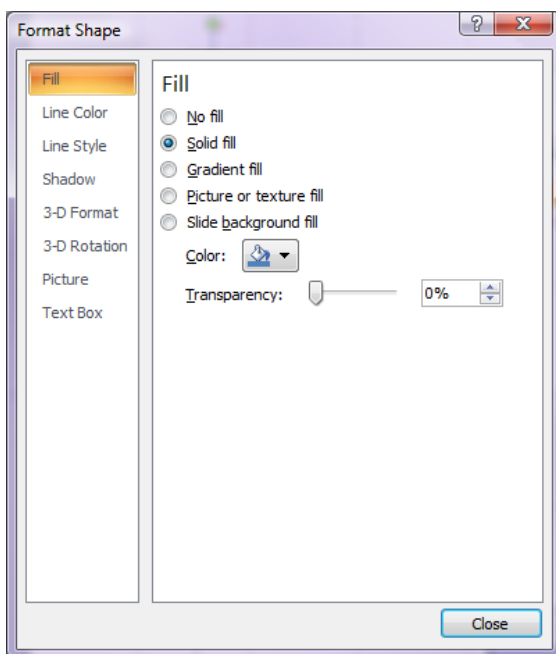 Format Shape
?
X
Fill
Line Color
Line Style
Shadow
3-D Format
3-D Rotation
Picture
Text Box
Fill
No fill
Solid fill
Gradient fill
Picture or texture fill
Slide background fill
Color:
Transparency: 0%
Close